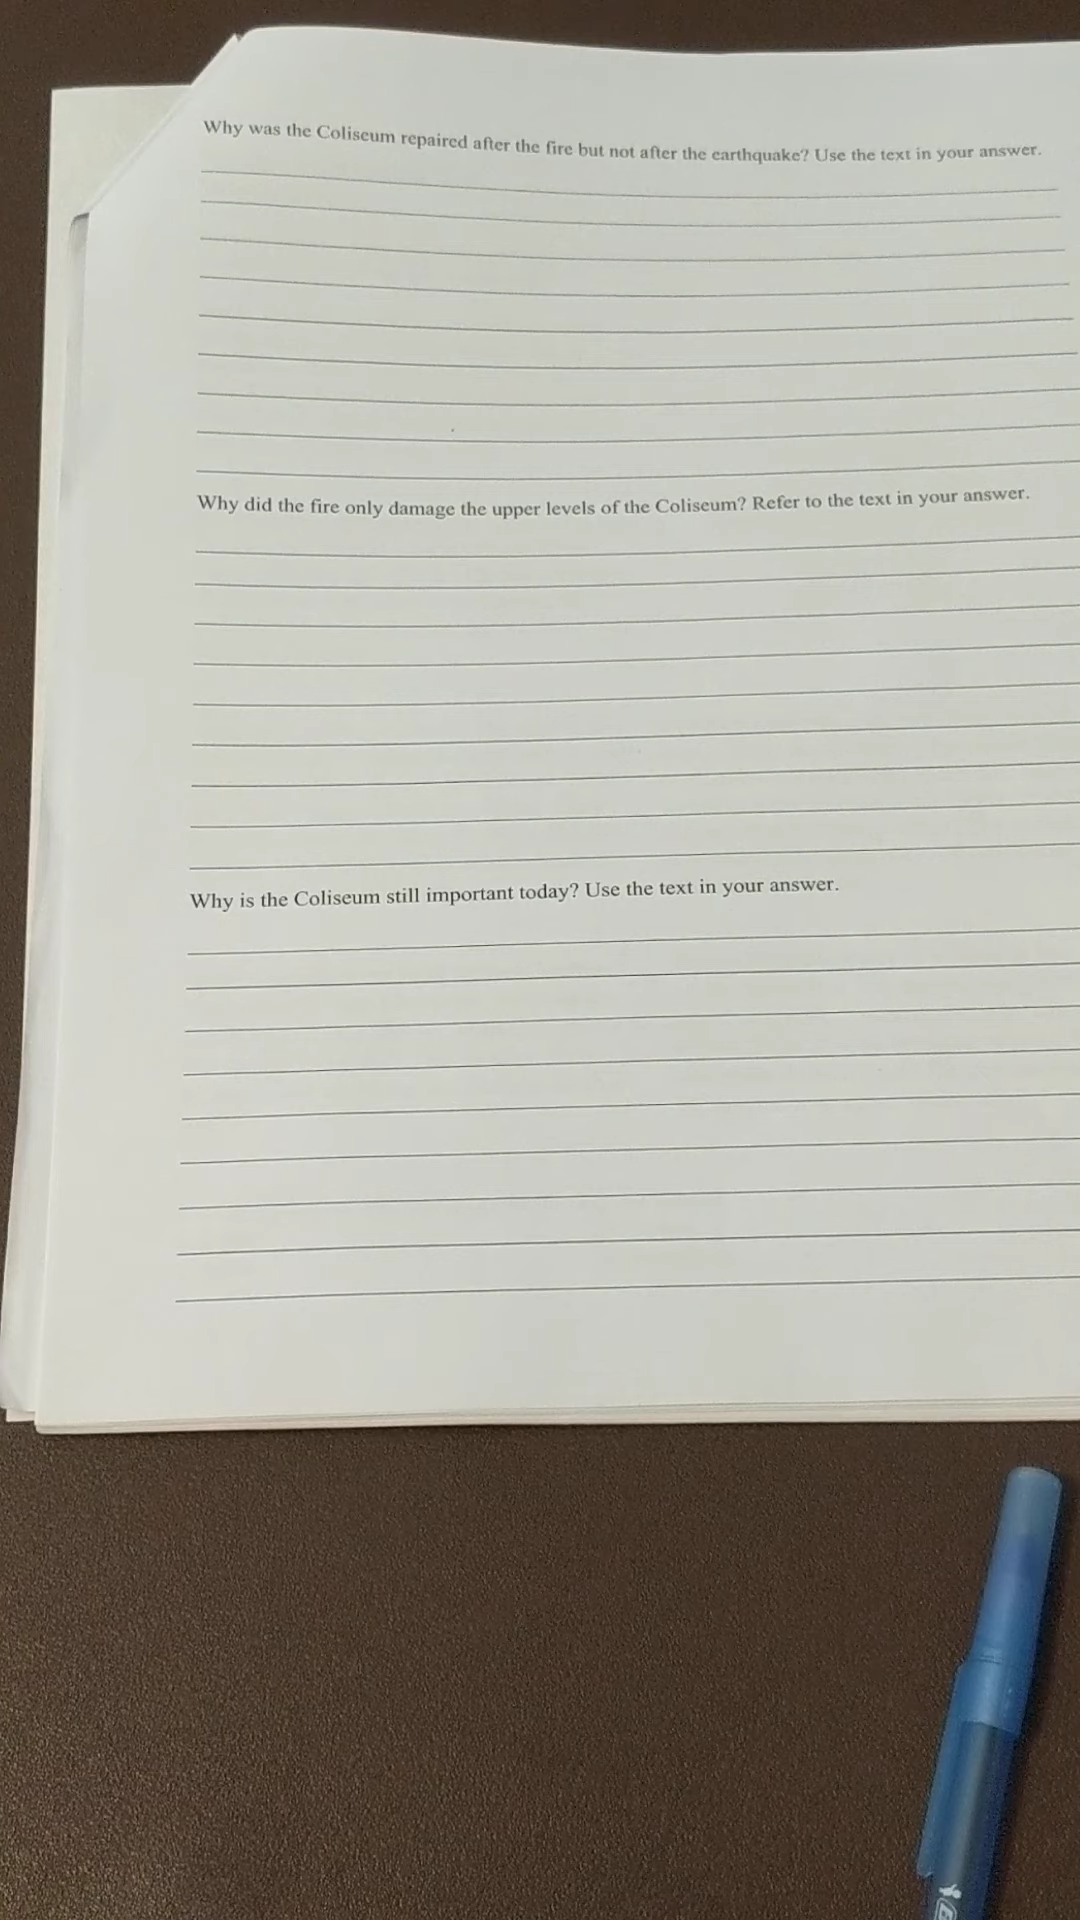 Why was the Coliseum repaired after the fire but not after the earthquake? Use the text in your answer.
Why did the fire only damage the upper levels of the Coliseum? Refer to the text in your answer.
Why is the Coliseum still important today? Use the text in your answer.